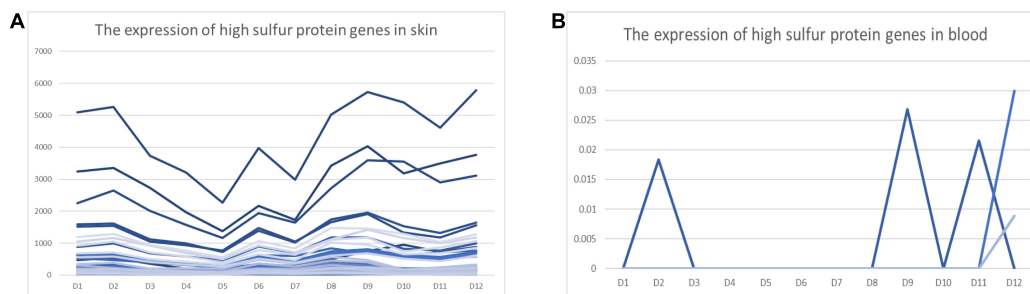 A
The expression of high sulfur protein genes in skin
7000
6000
5000
4000
3000
2000
1000
0
D1 D2 D3 D4 D5 D6 D7 D8 D9 D10 D11 D12
B
The expression of high sulfur protein genes in blood
0.035
0.03
0.025
0.02
0.015
0.01
0.005
0
D1 D2 D3 D4 D5 D6 D7 D8 D9 D10 D11 D12